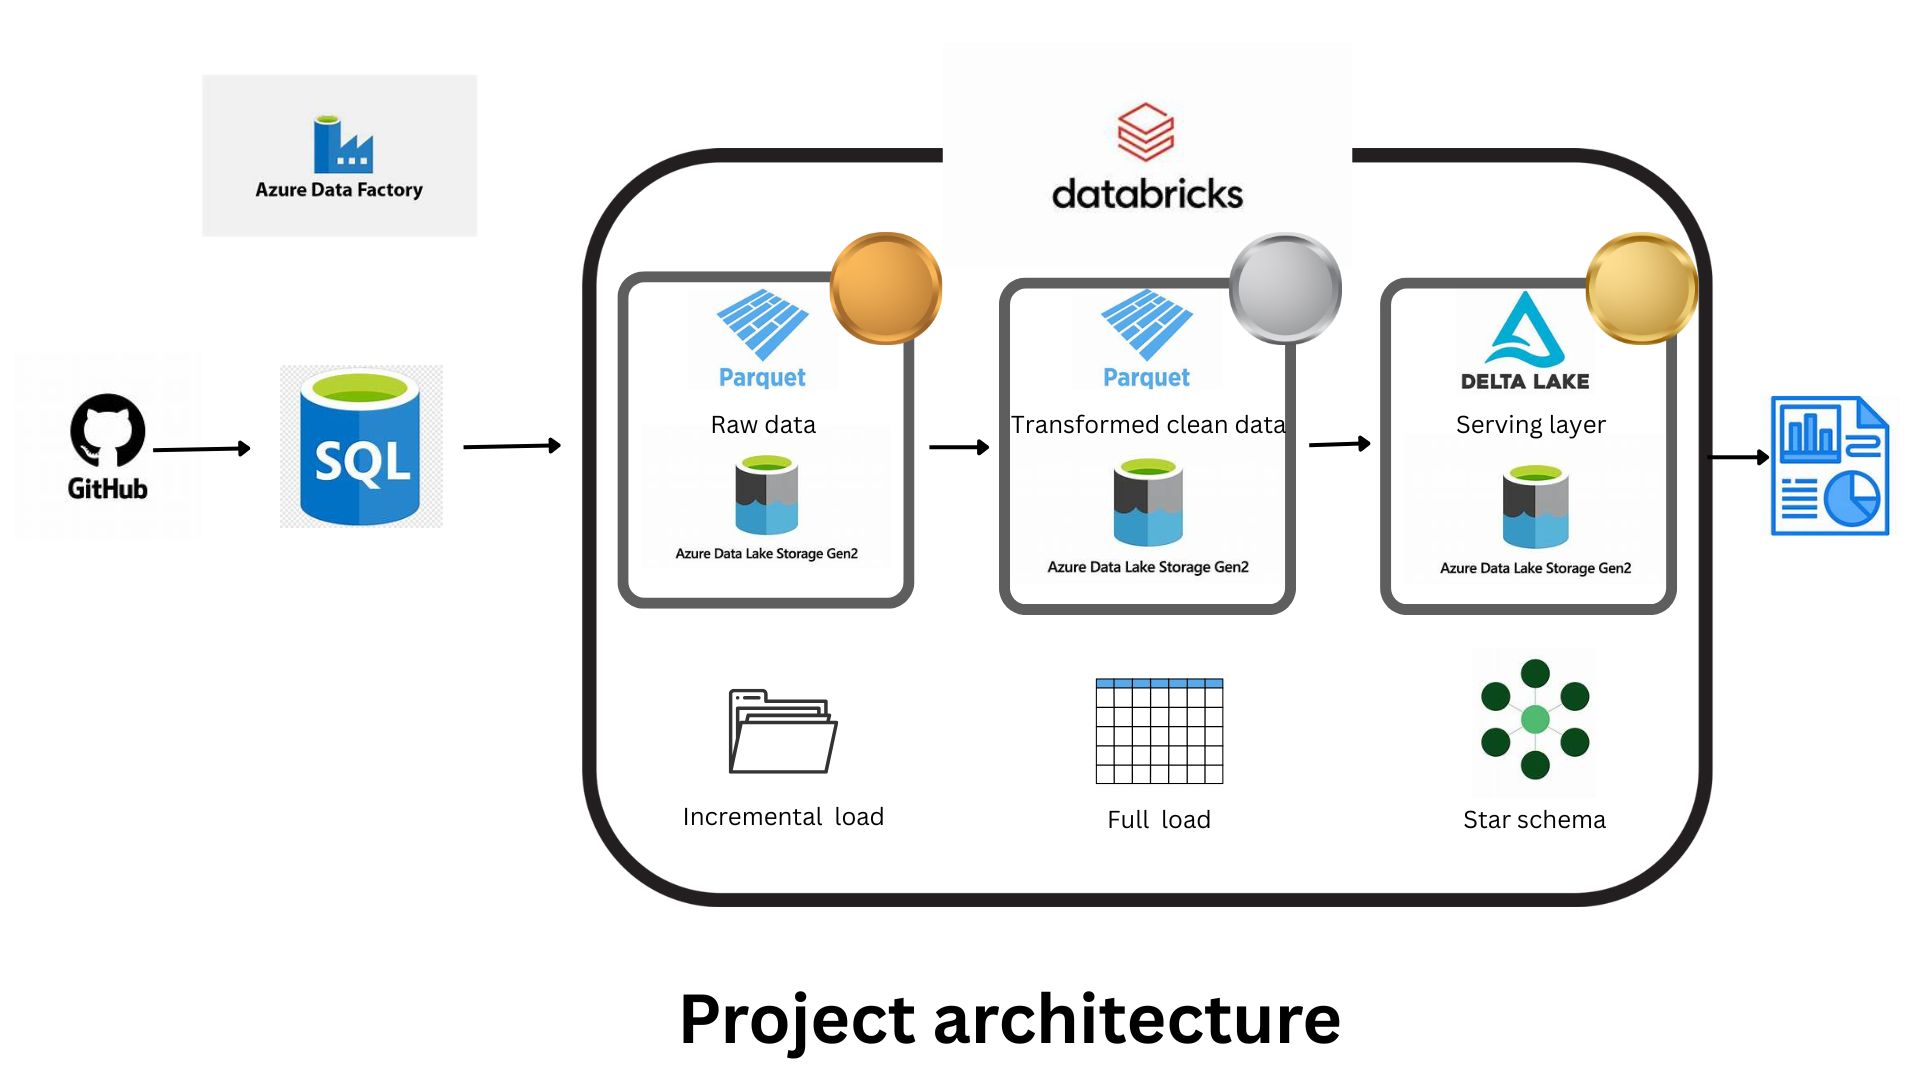 Azure Data Factory
databricks
GitHub
SQL
Parquet
Raw data
Azure Data Lake Storage Gen2
Incremental load
Parquet
Transformed clean data
Azure Data Lake Storage Gen2
Full load
DELTA LAKE
Serving layer
Azure Data Lake Storage Gen2
Star schema
Project architecture